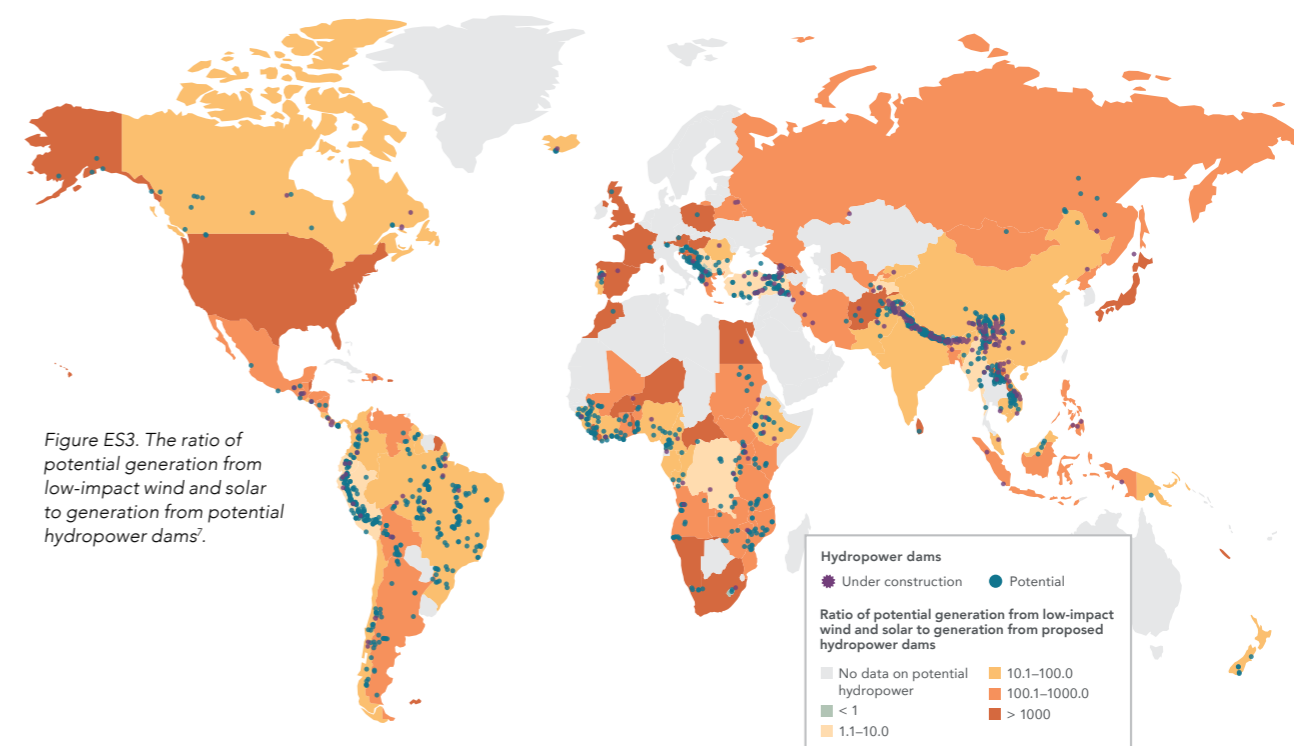 Figure ES3. The ratio of
potential generation from
low-impact wind and solar
to generation from potential
hydropower dams⁷.
Hydropower dams
Under construction
Potential
Ratio of potential generation from low-impact
wind and solar to generation from proposed
hydropower dams
No data on potential
hydropower
< 1
1.1–10.0
10.1–100.0
100.1–1000.0
> 1000